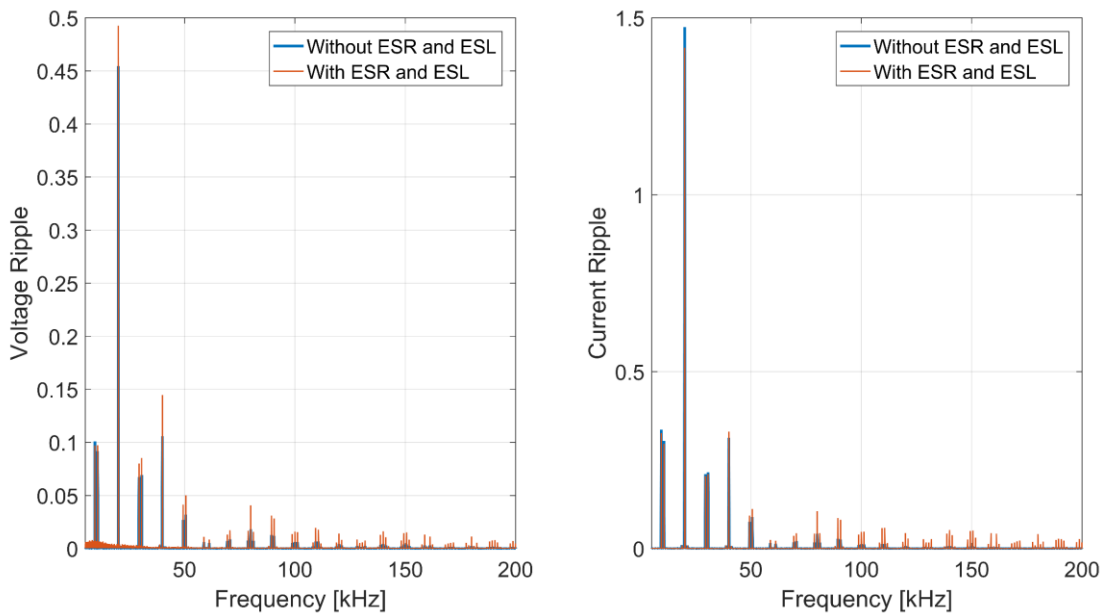 0.5
0.45
0.4
0.35
0.3
0.25
0.2
0.15
0.1
0.05
0
Voltage Ripple
Without ESR and ESL
With ESR and ESL
50
100
150
200
Frequency [kHz]
1.5
1
0.5
0
Current Ripple
Without ESR and ESL
With ESR and ESL
50
100
150
200
Frequency [kHz]